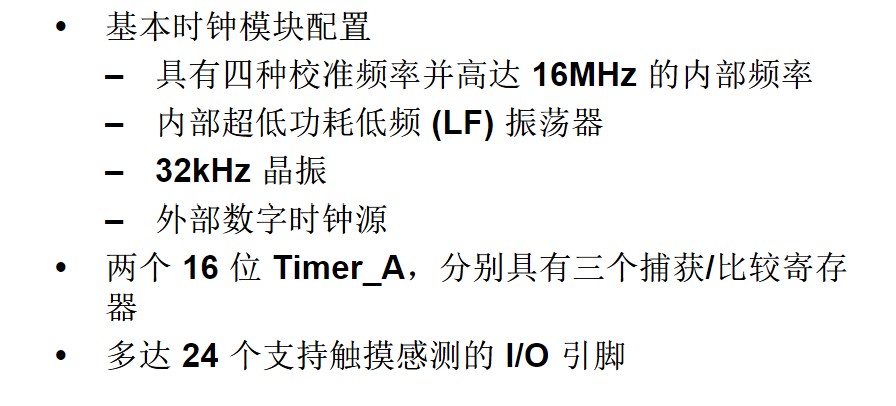 • 基本时钟模块配置
– 具有四种校准频率并高达 16MHz 的内部频率
– 内部超低功耗低频 (LF) 振荡器
– 32kHz 晶振
– 外部数字时钟源
• 两个 16 位 Timer_A，分别具有三个捕获/比较寄存
器
• 多达 24 个支持触摸感测的 I/O 引脚